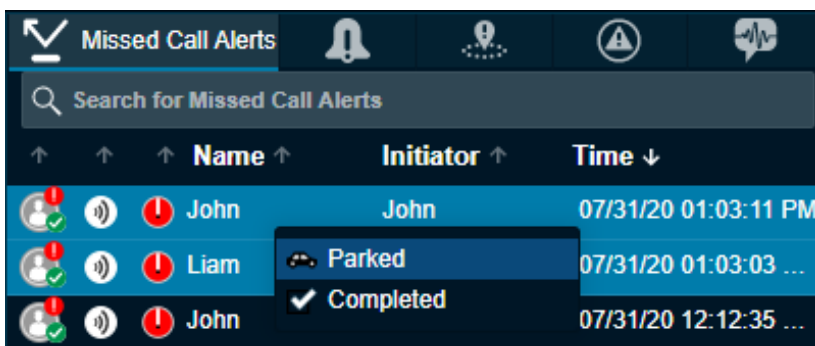 Missed Call Alerts
Search for Missed Call Alerts
Name Initiator Time
John John 07/31/20 01:03:11 PM
Liam 07/31/20 01:03:03 ...
John 07/31/20 12:12:35 ...
Parked
Completed